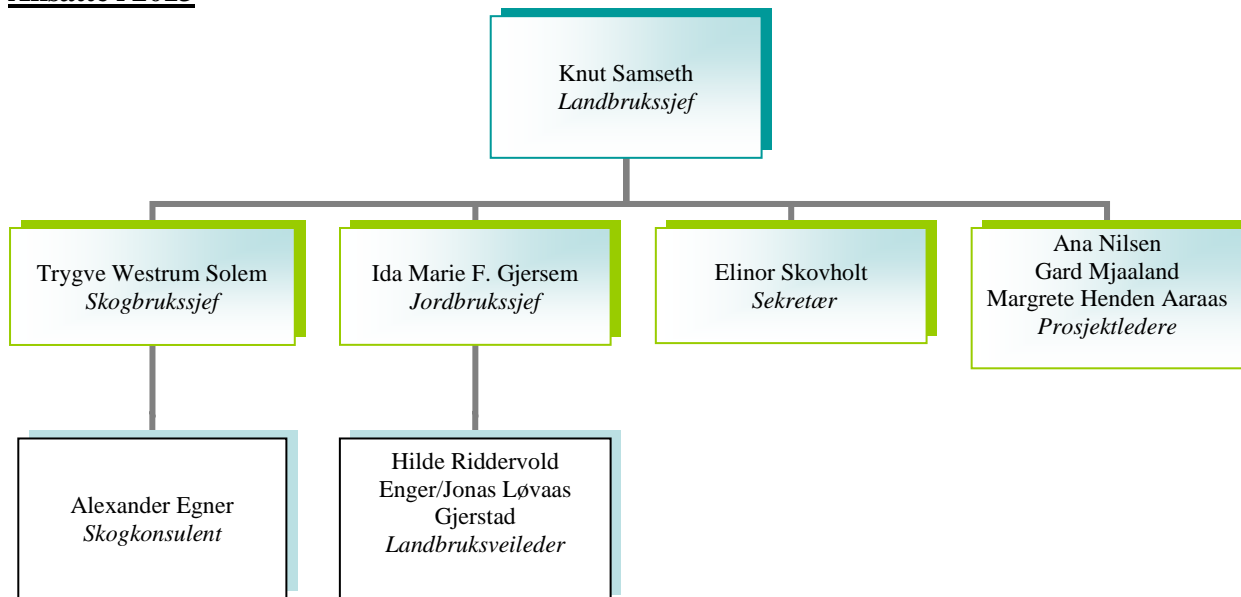 Knut Samseth
Landbrukssjef
Trygve Westrum Solem
Skogbrukssjef
Ida Marie F. Gjersem
Jordbrukssjef
Elinor Skovholt
Sekretær
Ana Nilsen
Gard Mjaaland
Margrete Henden Aaraas
Prosjektledere
Alexander Egner
Skogkonsulent
Hilde Riddervold
Enger/Jonas Løvaas
Gjerstad
Landbruksveileder